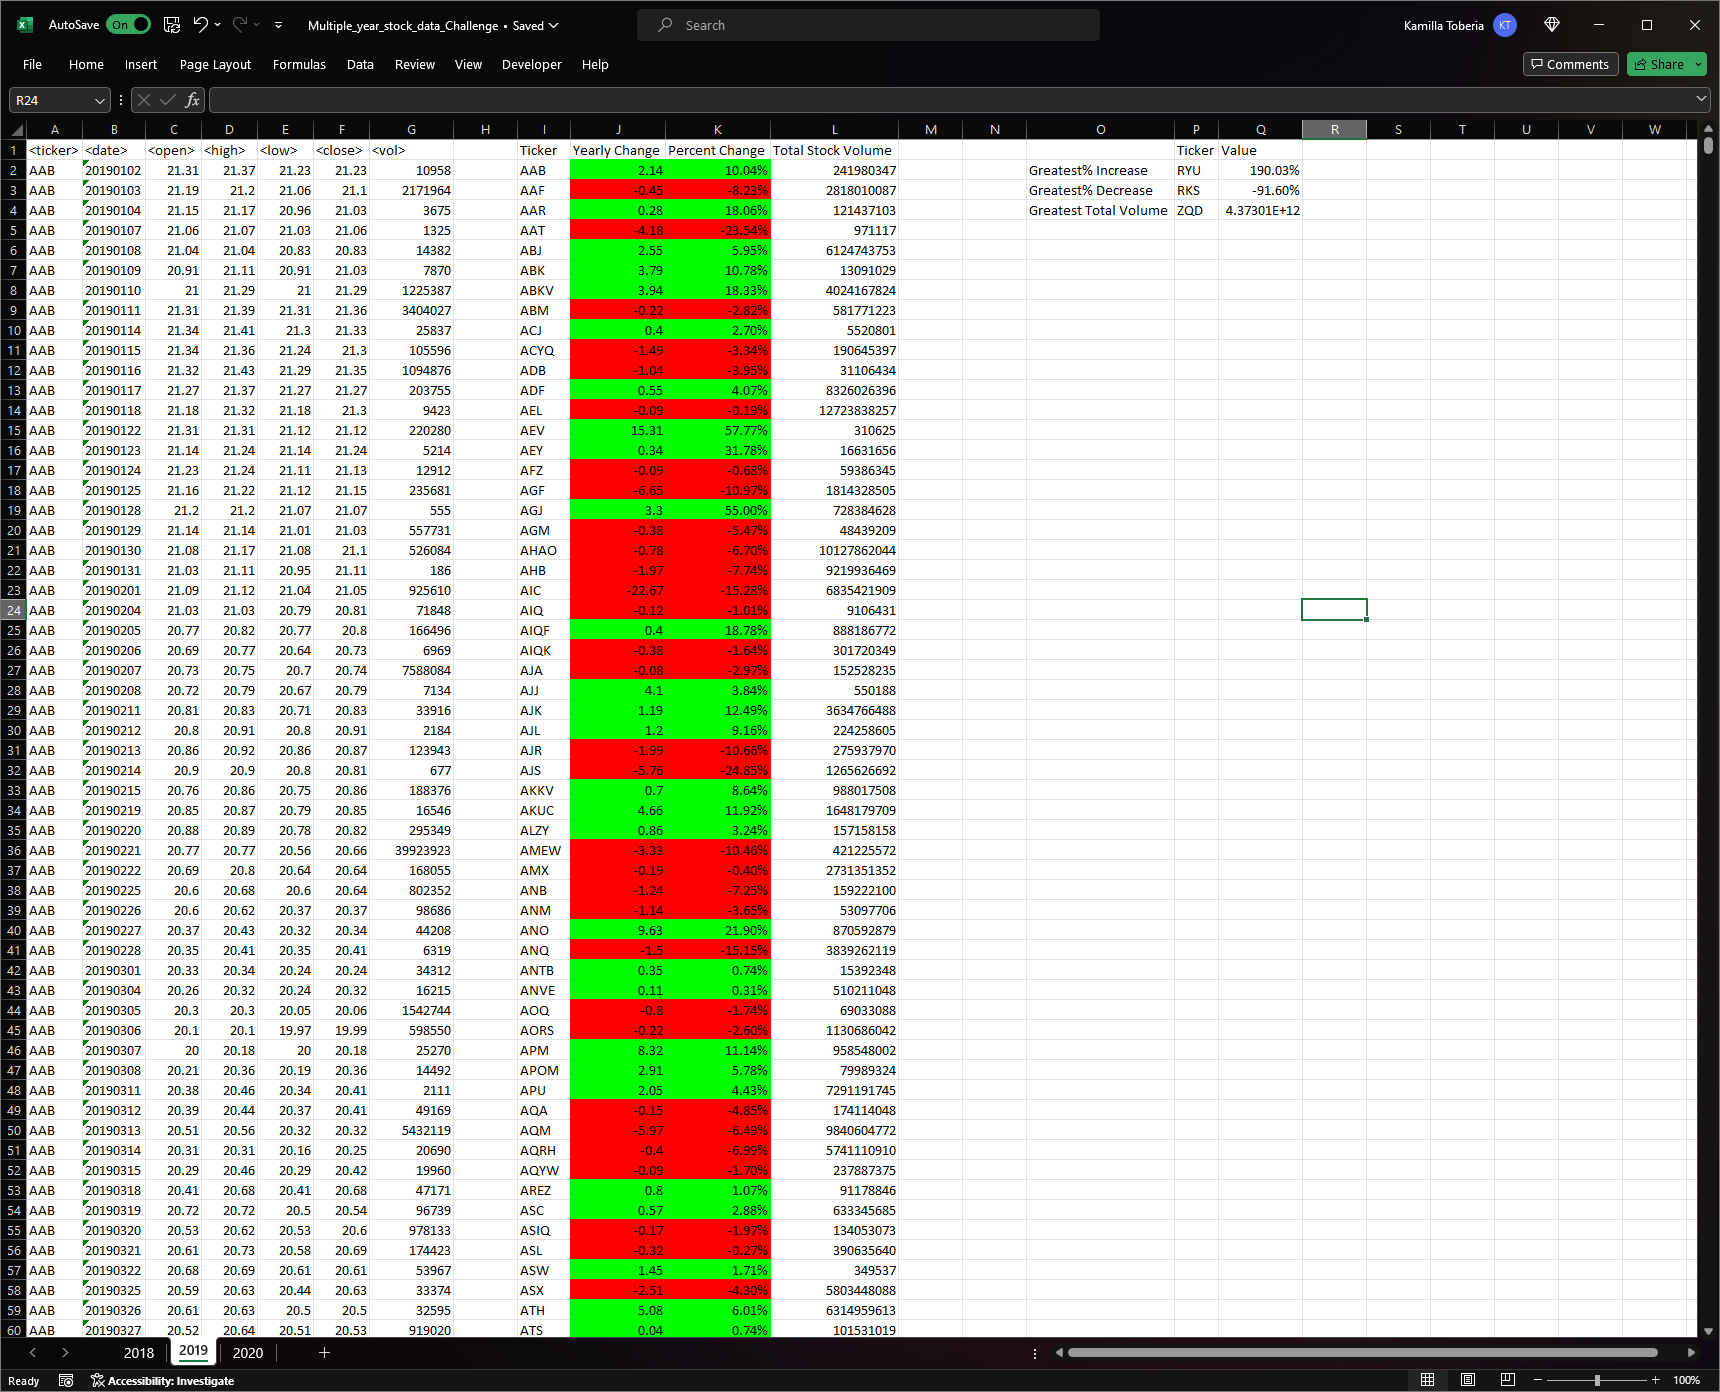 AutoSave On Multiple_year_stock_data_Challenge • Saved Search Kamilla Toberia KT
File Home Insert Page Layout Formulas Data Review View Developer Help Comments Share
R24 fx
A B C D E F G H I J K L M N O P Q R S T U V W
1 <ticker> <date> <open> <high> <low> <close> <vol> Ticker Yearly Change Percent Change Total Stock Volume Ticker Value
2 AAB 20190102 21.31 21.37 21.23 21.23 10958 AAB 2.14 10.04% 241980347 Greatest% Increase RYU 190.03%
3 AAB 20190103 21.19 21.2 21.06 21.1 2171964 AAF -0.45 -8.23% 2818010087 Greatest% Decrease RKS -91.60%
4 AAB 20190104 21.15 21.17 20.96 21.03 3675 AAR 0.28 18.06% 121437103 Greatest Total Volume ZQD 4.37301E+12
5 AAB 20190107 21.06 21.07 21.03 21.06 1325 AAT -4.18 -23.54% 971117
6 AAB 20190108 21.04 21.04 20.83 20.83 14382 ABJ 2.55 5.95% 6124743753
7 AAB 20190109 20.91 21.11 20.91 21.03 7870 ABK 3.79 10.78% 13091029
8 AAB 20190110 21 21.29 21 21.29 1225387 ABKV 3.94 18.33% 4024167824
9 AAB 20190111 21.31 21.39 21.31 21.36 3404027 ABM -0.22 -2.82% 581771223
10 AAB 20190114 21.34 21.41 21.3 21.33 25837 ACJ 0.4 2.70% 5520801
11 AAB 20190115 21.34 21.36 21.24 21.3 105596 ACYQ -1.49 -3.34% 190645397
12 AAB 20190116 21.32 21.43 21.29 21.35 1094876 ADB -1.04 -3.95% 31106434
13 AAB 20190117 21.27 21.37 21.27 21.27 203755 ADF 0.55 4.07% 8326026396
14 AAB 20190118 21.18 21.32 21.18 21.3 9423 AEL -0.09 -0.19% 12723838257
15 AAB 20190122 21.31 21.31 21.12 21.12 220280 AEV 15.31 57.77% 310625
16 AAB 20190123 21.14 21.24 21.14 21.24 5214 AEY 0.34 31.78% 16631656
17 AAB 20190124 21.23 21.24 21.11 21.13 12912 AFZ -0.09 -0.68% 59386345
18 AAB 20190125 21.16 21.22 21.12 21.15 235681 AGF -6.65 -10.97% 1814328505
19 AAB 20190128 21.2 21.2 21.07 21.07 555 AGJ 3.3 55.00% 728384628
20 AAB 20190129 21.14 21.14 21.01 21.03 557731 AGM -0.38 -5.47% 48439209
21 AAB 20190130 21.08 21.17 21.08 21.1 526084 AHAO -0.78 -6.70% 10127862044
22 AAB 20190131 21.03 21.11 20.95 21.11 186 AHB -1.97 -7.74% 9219936469
23 AAB 20190201 21.09 21.12 21.04 21.05 925610 AIC -22.67 -15.28% 6835421909
24 AAB 20190204 21.03 21.03 20.79 20.81 71848 AIQ -0.12 -1.01% 9106431
25 AAB 20190205 20.77 20.82 20.77 20.8 166496 AIQF 0.4 18.78% 888186772
26 AAB 20190206 20.69 20.77 20.64 20.73 6969 AIQK -0.38 -1.64% 301720349
27 AAB 20190207 20.73 20.75 20.7 20.74 7588084 AJA -0.08 -2.97% 152528235
28 AAB 20190208 20.72 20.79 20.67 20.79 7134 AJJ 4.1 3.84% 550188
29 AAB 20190211 20.81 20.83 20.71 20.83 33916 AJK 1.19 12.49% 3634766488
30 AAB 20190212 20.8 20.91 20.8 20.91 2184 AJL 1.2 9.16% 224258605
31 AAB 20190213 20.86 20.92 20.86 20.87 123943 AJR -1.99 -10.66% 275937970
32 AAB 20190214 20.9 20.9 20.8 20.81 677 AJS -5.76 -24.85% 1265626692
33 AAB 20190215 20.76 20.86 20.75 20.86 188376 AKKV 0.7 8.64% 988017508
34 AAB 20190219 20.85 20.87 20.79 20.85 16546 AKUC 4.66 11.92% 1648179709
35 AAB 20190220 20.88 20.89 20.78 20.82 295349 ALZY 0.86 3.24% 157158158
36 AAB 20190221 20.77 20.77 20.56 20.66 39923923 AMEW -3.33 -10.46% 421225572
37 AAB 20190222 20.69 20.8 20.64 20.64 168055 AMX -0.19 -0.40% 2731351352
38 AAB 20190225 20.6 20.68 20.6 20.64 802352 ANB -1.24 -7.25% 159222100
39 AAB 20190226 20.6 20.62 20.37 20.37 98686 ANM -1.14 -3.65% 53097706
40 AAB 20190227 20.37 20.43 20.32 20.34 44208 ANO 9.63 21.90% 870592879
41 AAB 20190228 20.35 20.41 20.35 20.41 6319 ANQ -1.5 -15.15% 3839262119
42 AAB 20190301 20.33 20.34 20.24 20.24 34312 ANTB 0.35 0.74% 15392348
43 AAB 20190304 20.26 20.32 20.24 20.32 16215 ANVE 0.11 0.31% 510211048
44 AAB 20190305 20.3 20.3 20.05 20.06 1542744 AOQ -0.8 -1.74% 69033088
45 AAB 20190306 20.1 20.1 19.97 19.99 598550 AORS -0.22 -2.60% 1130686042
46 AAB 20190307 20 20.18 20 20.18 25270 APM 8.32 11.14% 958548002
47 AAB 20190308 20.21 20.36 20.19 20.36 14492 APOM 2.91 5.78% 79989324
48 AAB 20190311 20.38 20.46 20.34 20.41 2111 APU 2.05 4.43% 7291191745
49 AAB 20190312 20.39 20.44 20.37 20.41 49169 AQA -0.15 -4.85% 174114048
50 AAB 20190313 20.51 20.56 20.32 20.32 5432119 AQM -5.97 -6.49% 9840604772
51 AAB 20190314 20.31 20.31 20.16 20.25 20690 AQRH -0.4 -6.99% 5741110910
52 AAB 20190315 20.29 20.46 20.29 20.42 19960 AQYW -0.09 -1.70% 237887375
53 AAB 20190318 20.41 20.68 20.41 20.68 47171 AREZ 0.8 1.07% 91178846
54 AAB 20190319 20.72 20.72 20.5 20.54 96739 ASC 0.57 2.88% 633345685
55 AAB 20190320 20.53 20.62 20.53 20.6 978133 ASIQ -0.17 -1.97% 134053073
56 AAB 20190321 20.61 20.73 20.58 20.69 174423 ASL -0.32 -0.27% 390635640
57 AAB 20190322 20.68 20.69 20.61 20.61 53967 ASW 1.45 1.71% 349537
58 AAB 20190325 20.59 20.63 20.44 20.63 33374 ASX -2.51 -4.30% 5803448088
59 AAB 20190326 20.61 20.63 20.5 20.5 32595 ATH 5.08 6.01% 6314959613
60 AAB 20190327 20.52 20.64 20.51 20.53 919020 ATS 0.04 0.74% 101531019
2018 2019 2020
Ready Accessibility: Investigate 100%